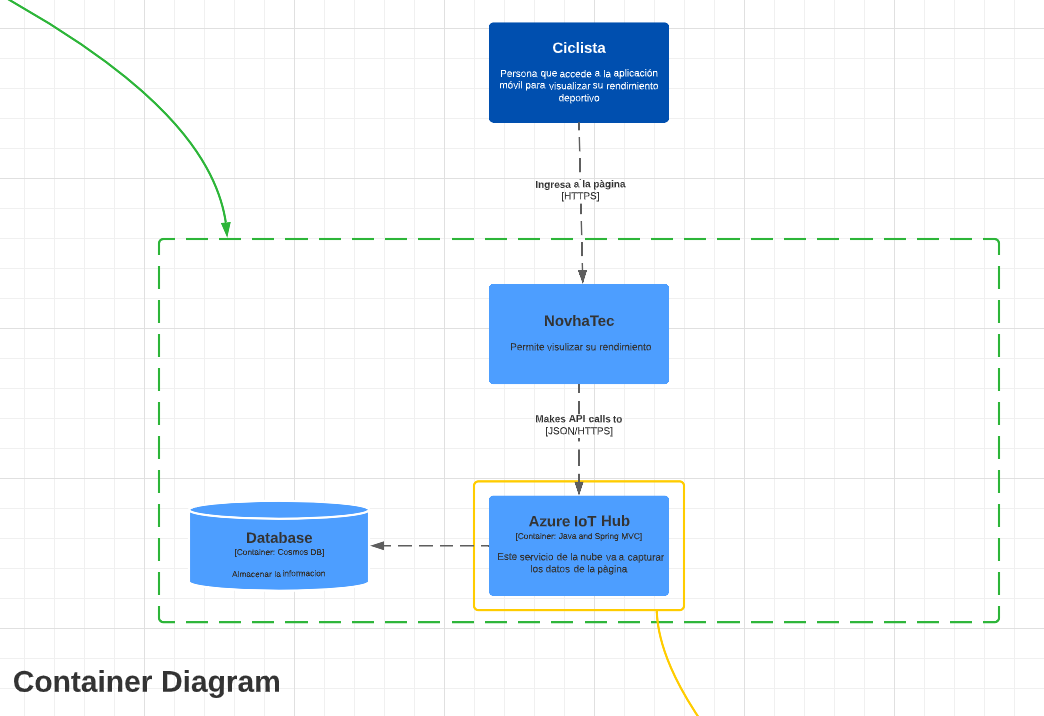 Ciclista
Persona que accede a la aplicación
móvil para visualizar su rendimiento
deportivo
Ingresa a la pàgina
[HTTPS]
NovhaTec
Permite visulizar su rendimiento
Makes API calls to
[JSON/HTTPS]
Azure IoT Hub
[Container: Java and Spring MVC]
Este servicio de la nube va a capturar
los datos de la pàgina
Database
[Container: Cosmos DB]
Almacenar la informacion
Container Diagram